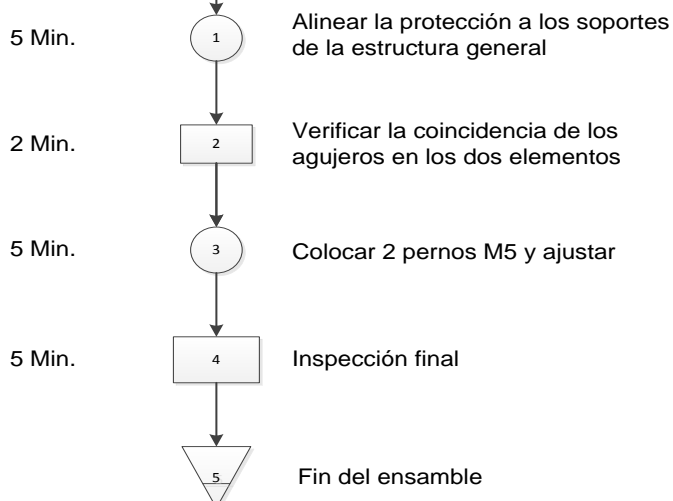 5 Min.
1
Alinear la protección a los soportes
de la estructura general
2 Min.
2
Verificar la coincidencia de los
agujeros en los dos elementos
5 Min.
3
Colocar 2 pernos M5 y ajustar
5 Min.
4
Inspección final
5
Fin del ensamble